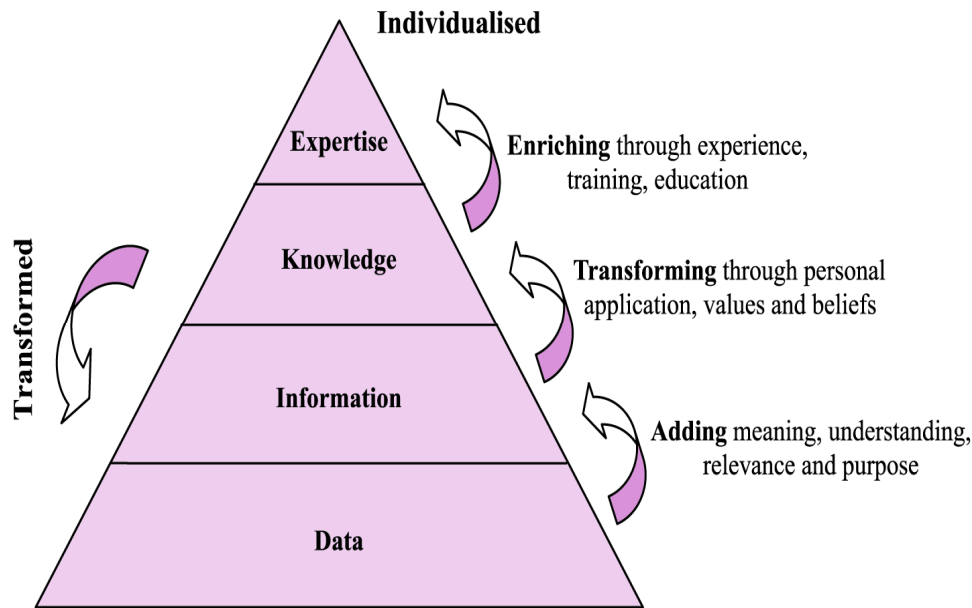 Individualised
Expertise
Enriching through experience,
training, education
Knowledge
Transforming through personal
application, values and beliefs
Transformed
Information
Adding meaning, understanding,
relevance and purpose
Data